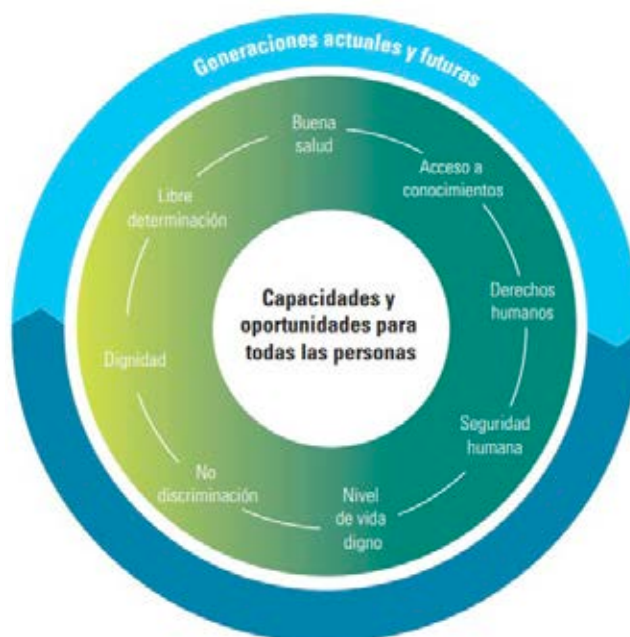 Generaciones actuales y futuras
Buena
salud
Acceso a
conocimientos
Derechos
humanos
Seguridad
humana
Nivel
de vida
digno
No
discriminación
Dignidad
Libre
determinación
Capacidades y
oportunidades para
todas las personas